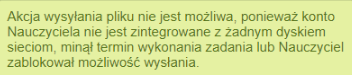 Akcja wysyłania pliku nie jest możliwa, ponieważ konto
Nauczyciela nie jest zintegrowane z żadnym dyskiem
sieciom, minął termin wykonania zadania lub Nauczyciel
zablokował możliwość wysłania.